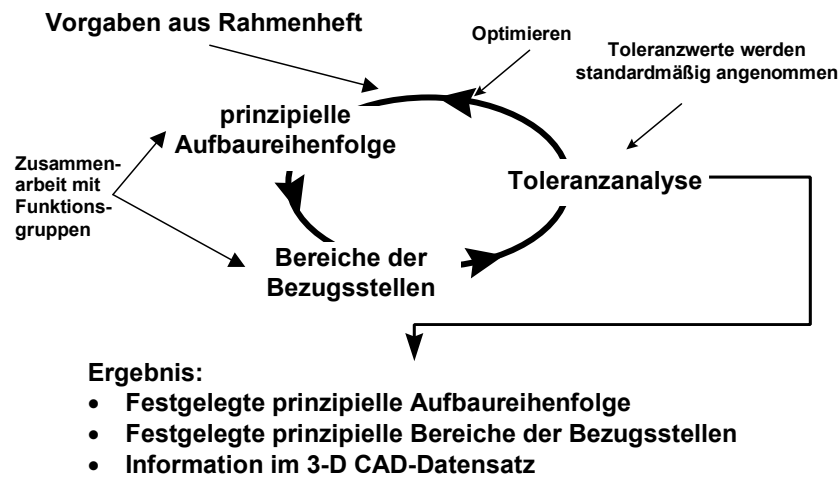 Vorgaben aus Rahmenheft
Optimieren
Toleranzwerte werden
standardmäßig angenommen
prinzipielle
Aufbaureihenfolge
Zusammen-
arbeit mit
Funktions-
gruppen
Toleranzanalyse
Bereiche der
Bezugsstellen
Ergebnis:
• Festgelegte prinzipielle Aufbaureihenfolge
• Festgelegte prinzipielle Bereiche der Bezugsstellen
• Information im 3-D CAD-Datensatz